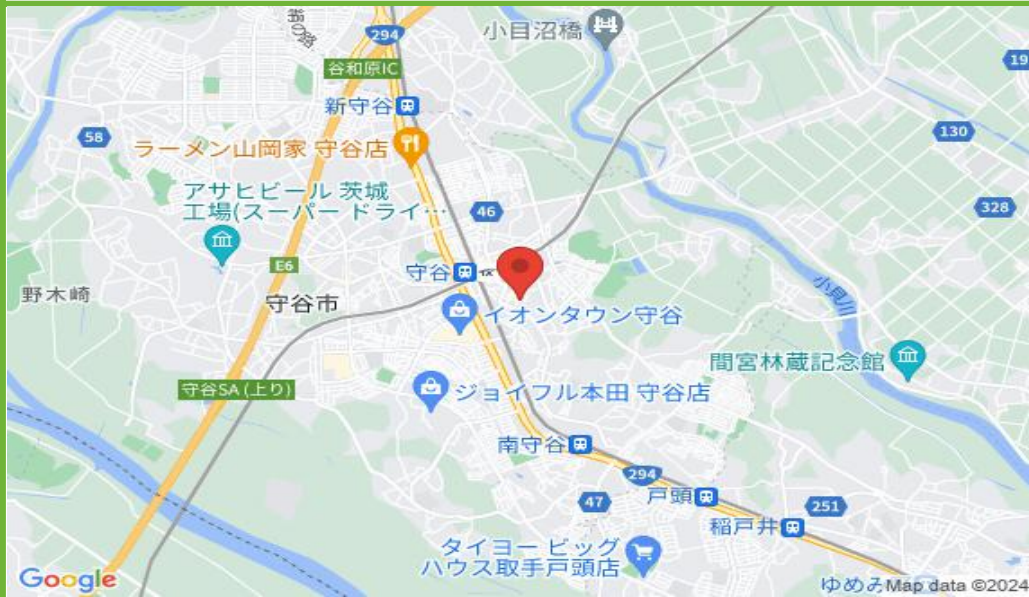 294
小目沼橋
19
谷和原IC
新守谷
58
130
ラーメン山岡家 守谷店
アサヒビール 茨城
工場(スーパー ドライ…
46
328
E6
守谷
野木崎
守谷市
イオンタウン守谷
小貝川
間宮林蔵記念館
守谷SA (上り)
ジョイフル本田 守谷店
南守谷
294
戸頭
47
251
稲戸井
タイヨー ビッグ
ハウス取手戸頭店
Google
ゆめみ
Map data ©2024